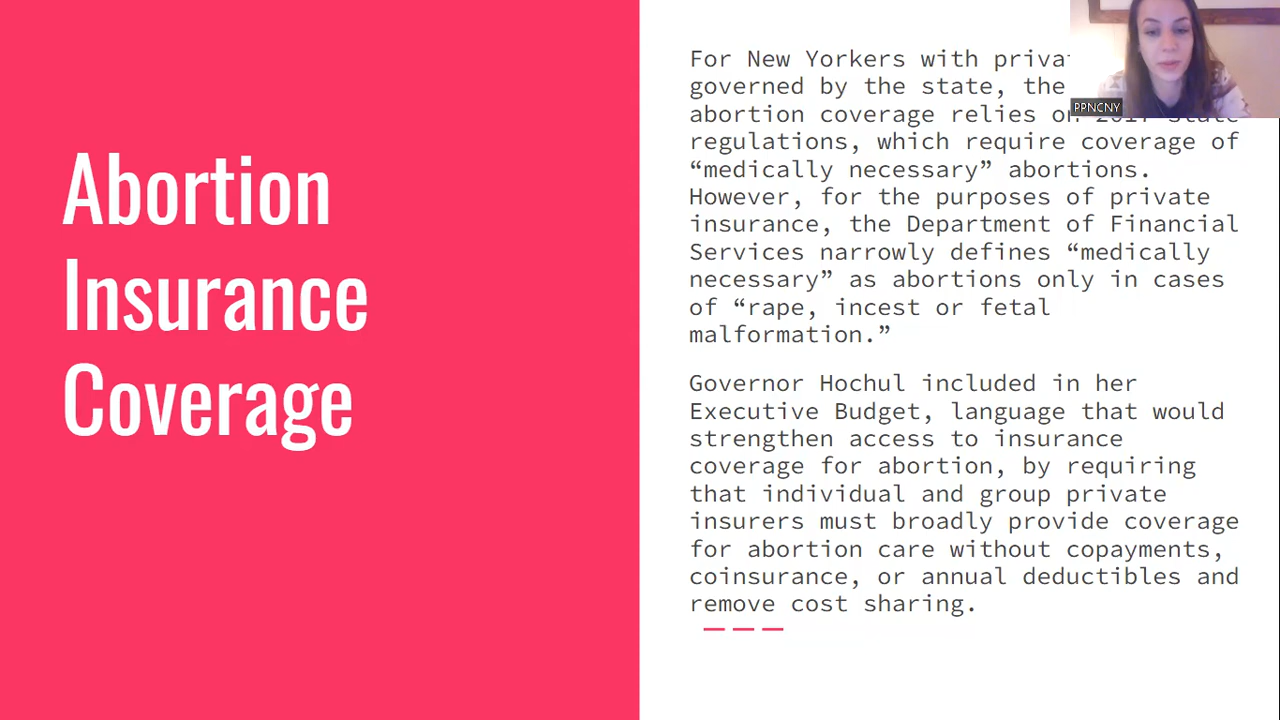 Abortion
Insurance
Coverage
For New Yorkers with
governed by the state, the
abortion coverage relies
regulations, which require coverage of
“medically necessary” abortions.
However, for the purposes of private
insurance, the Department of Financial
Services narrowly defines “medically
necessary” as abortions only in cases
of “rape, incest or fetal
malformation.”
Governor Hochul included in her
Executive Budget, language that would
strengthen access to insurance
coverage for abortion, by requiring
that individual and group private
insurers must broadly provide coverage
for abortion care without copayments,
coinsurance, or annual deductibles and
remove cost sharing.
PPNCNY